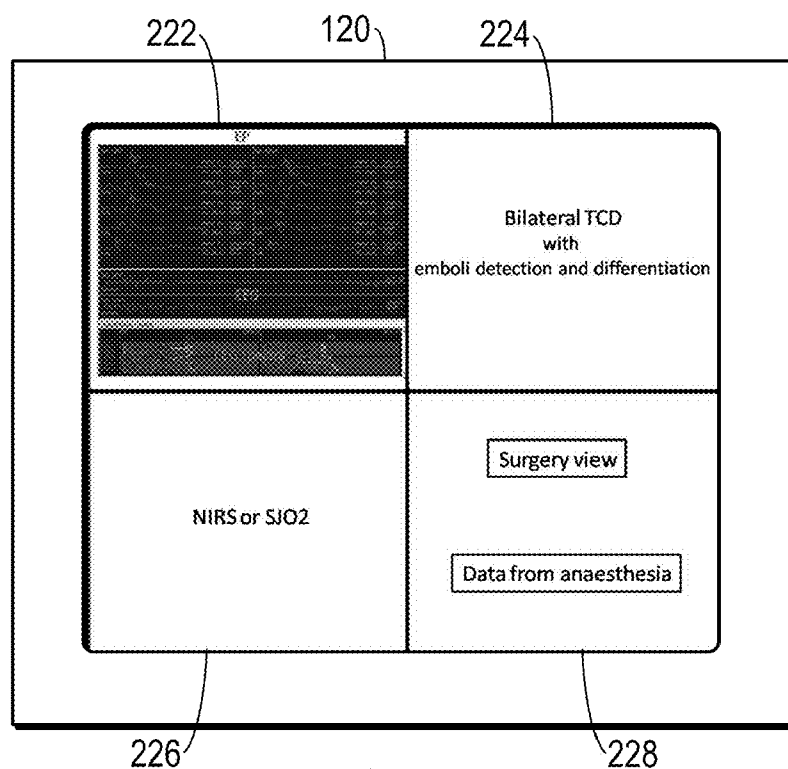 222
120
224
Bilateral TCD
with
emboli detection and differentiation
Surgery view
NIRS or SJO2
Data from anaesthesia
226
228